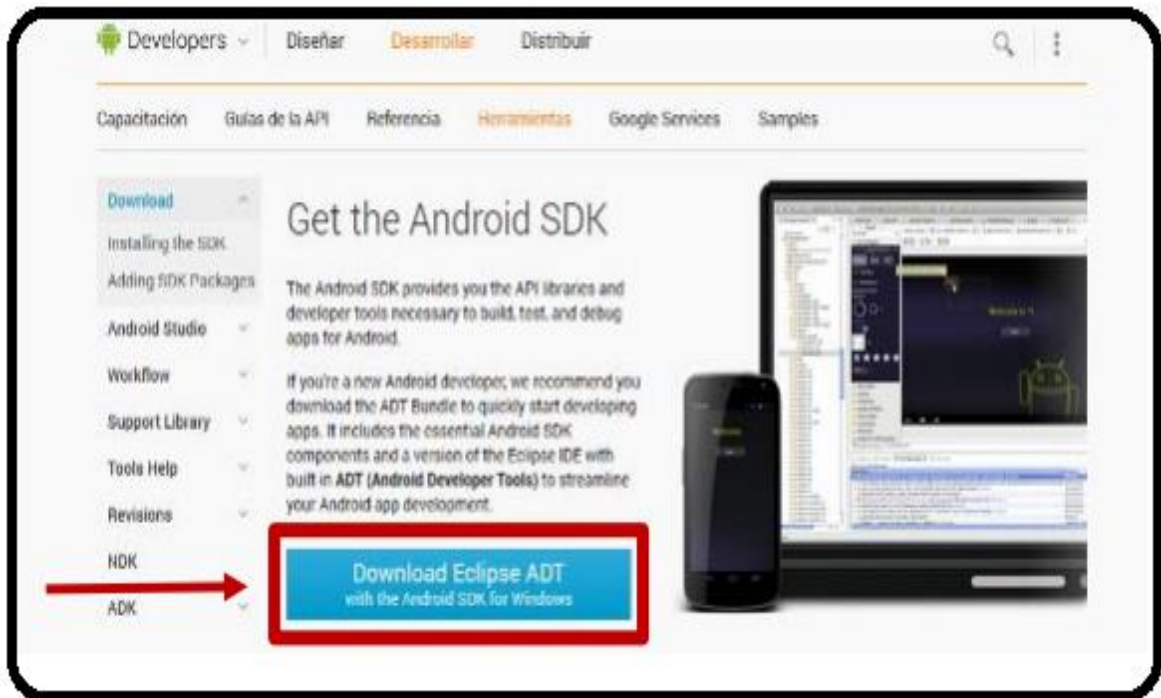 Developers
Diseñar
Desarrollar
Distribuir
Capacitación
Guías de la API
Referencia
Herramientas
Google Services
Samples
Download
Installing the SDK
Adding SDK Packages
Android Studio
Workflow
Support Library
Tools Help
Revisions
NDK
ADK
Get the Android SDK
The Android SDK provides you the API libraries and
developer tools necessary to build, test, and debug
apps for Android.
If you're a new Android developer, we recommend you
download the ADT Bundle to quickly start developing
apps. It includes the essential Android SDK
components and a version of the Eclipse IDE with
built in ADT (Android Developer Tools) to streamline
your Android app development.
Download Eclipse ADT
with the Android SDK for Windows